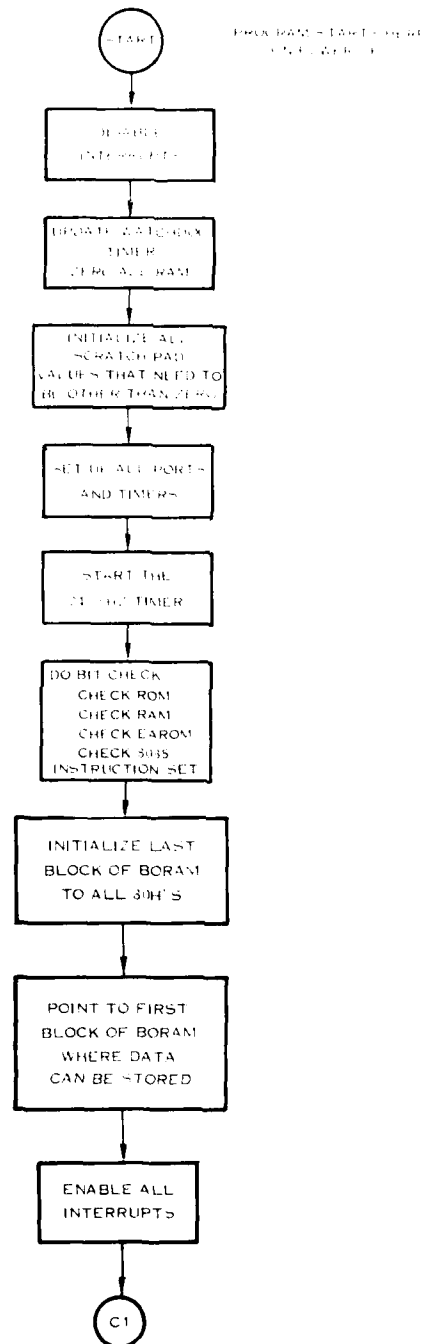 START
PROGRAM STARTS HERE
DISABLE
INTERRUPTS
UPDATE WATCHDOG
TIMER
ZERO ALL RAM
INITIALIZE ALL
SCRATCH PAD
VALUES THAT NEED TO
BE OTHER THAN ZERO
SET UP ALL PORTS
AND TIMERS
START THE
TIMER
DO BIT CHECK
CHECK ROM
CHECK RAM
CHECK EAROM
CHECK
INSTRUCTION SET
INITIALIZE LAST
BLOCK OF BORAM
TO ALL
POINT TO FIRST
BLOCK OF BORAM
WHERE DATA
CAN BE STORED
ENABLE ALL
INTERRUPTS
C1